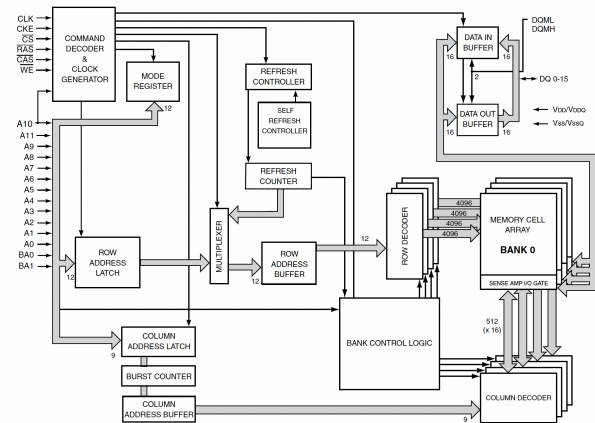 CLK
CKE
CS
RAS
CAS
WE
COMMAND
DECODER
&
CLOCK
GENERATOR
MODE
REGISTER
12
REFRESH
CONTROLLER
SELF
REFRESH
CONTROLLER
REFRESH
COUNTER
DATA IN
BUFFER
16
16
2
DATA OUT
BUFFER
16
16
DQML
DQMH
DQ 0-15
VDD/VDDQ
VSS/VSSQ
A10
A11
A9
A8
A7
A6
A5
A4
A3
A2
A1
A0
BA0
BA1
12
ROW
ADDRESS
LATCH
MULTIPLEXER
12
ROW
ADDRESS
BUFFER
12
ROW DECODER
4096
4096
4096
4096
MEMORY CELL
ARRAY
BANK 0
SENSE AMP I/O GATE
512
(x 16)
BANK CONTROL LOGIC
9
COLUMN
ADDRESS LATCH
BURST COUNTER
COLUMN
ADDRESS BUFFER
9
COLUMN DECODER